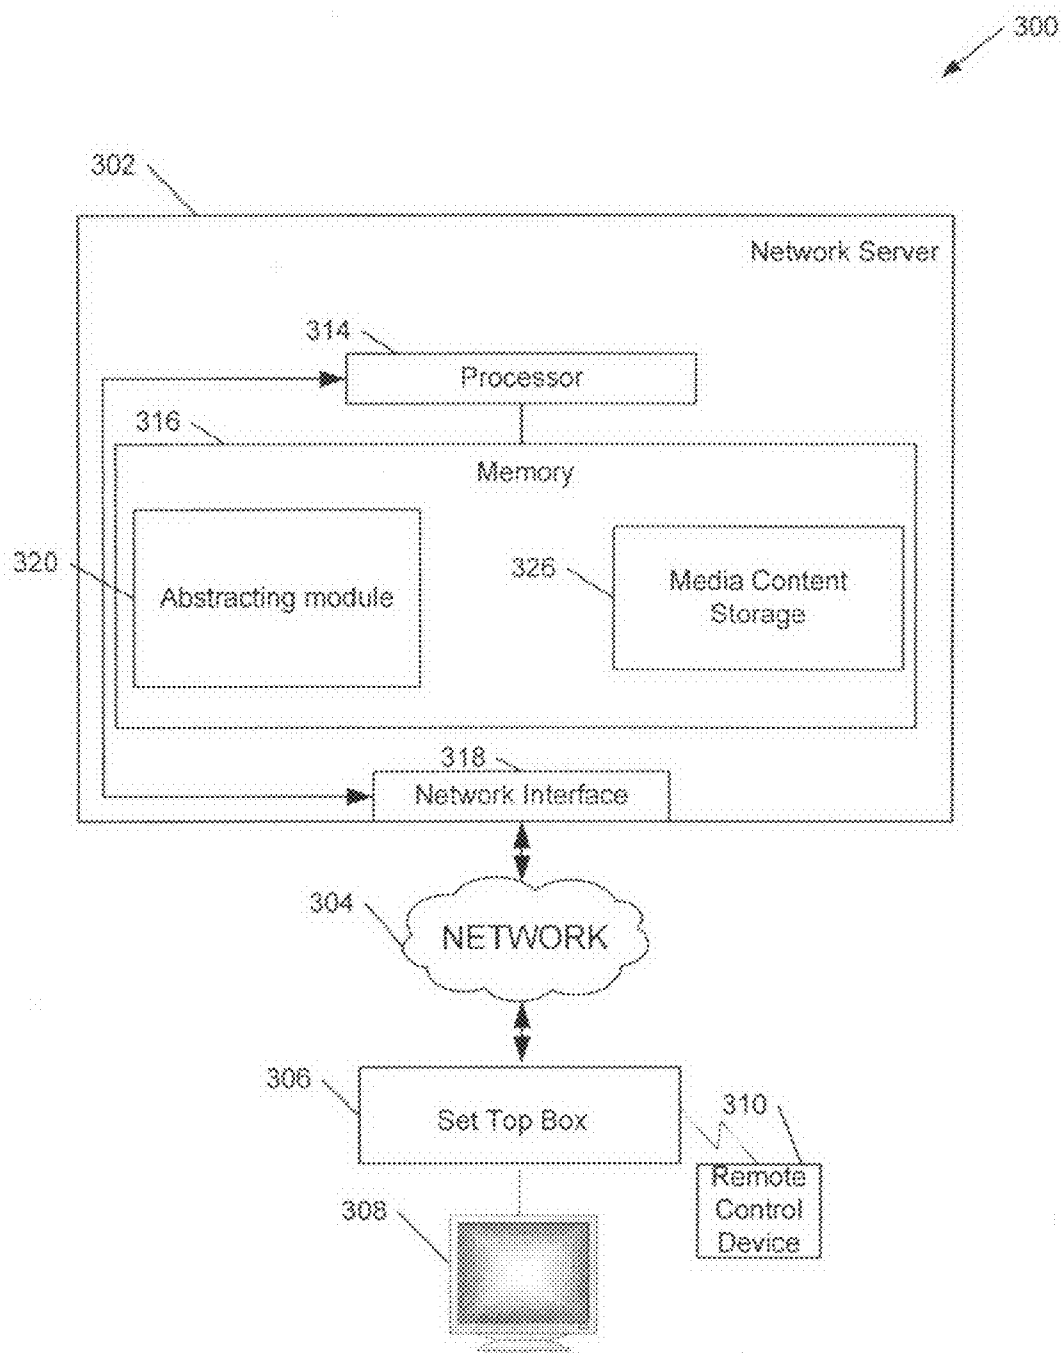 300
302
Network Server
314
Processor
316
Memory
320
Abstracting module
326
Media Content
Storage
318
Network Interface
304
NETWORK
306
Set Top Box
310
Remote
Control
Device
308